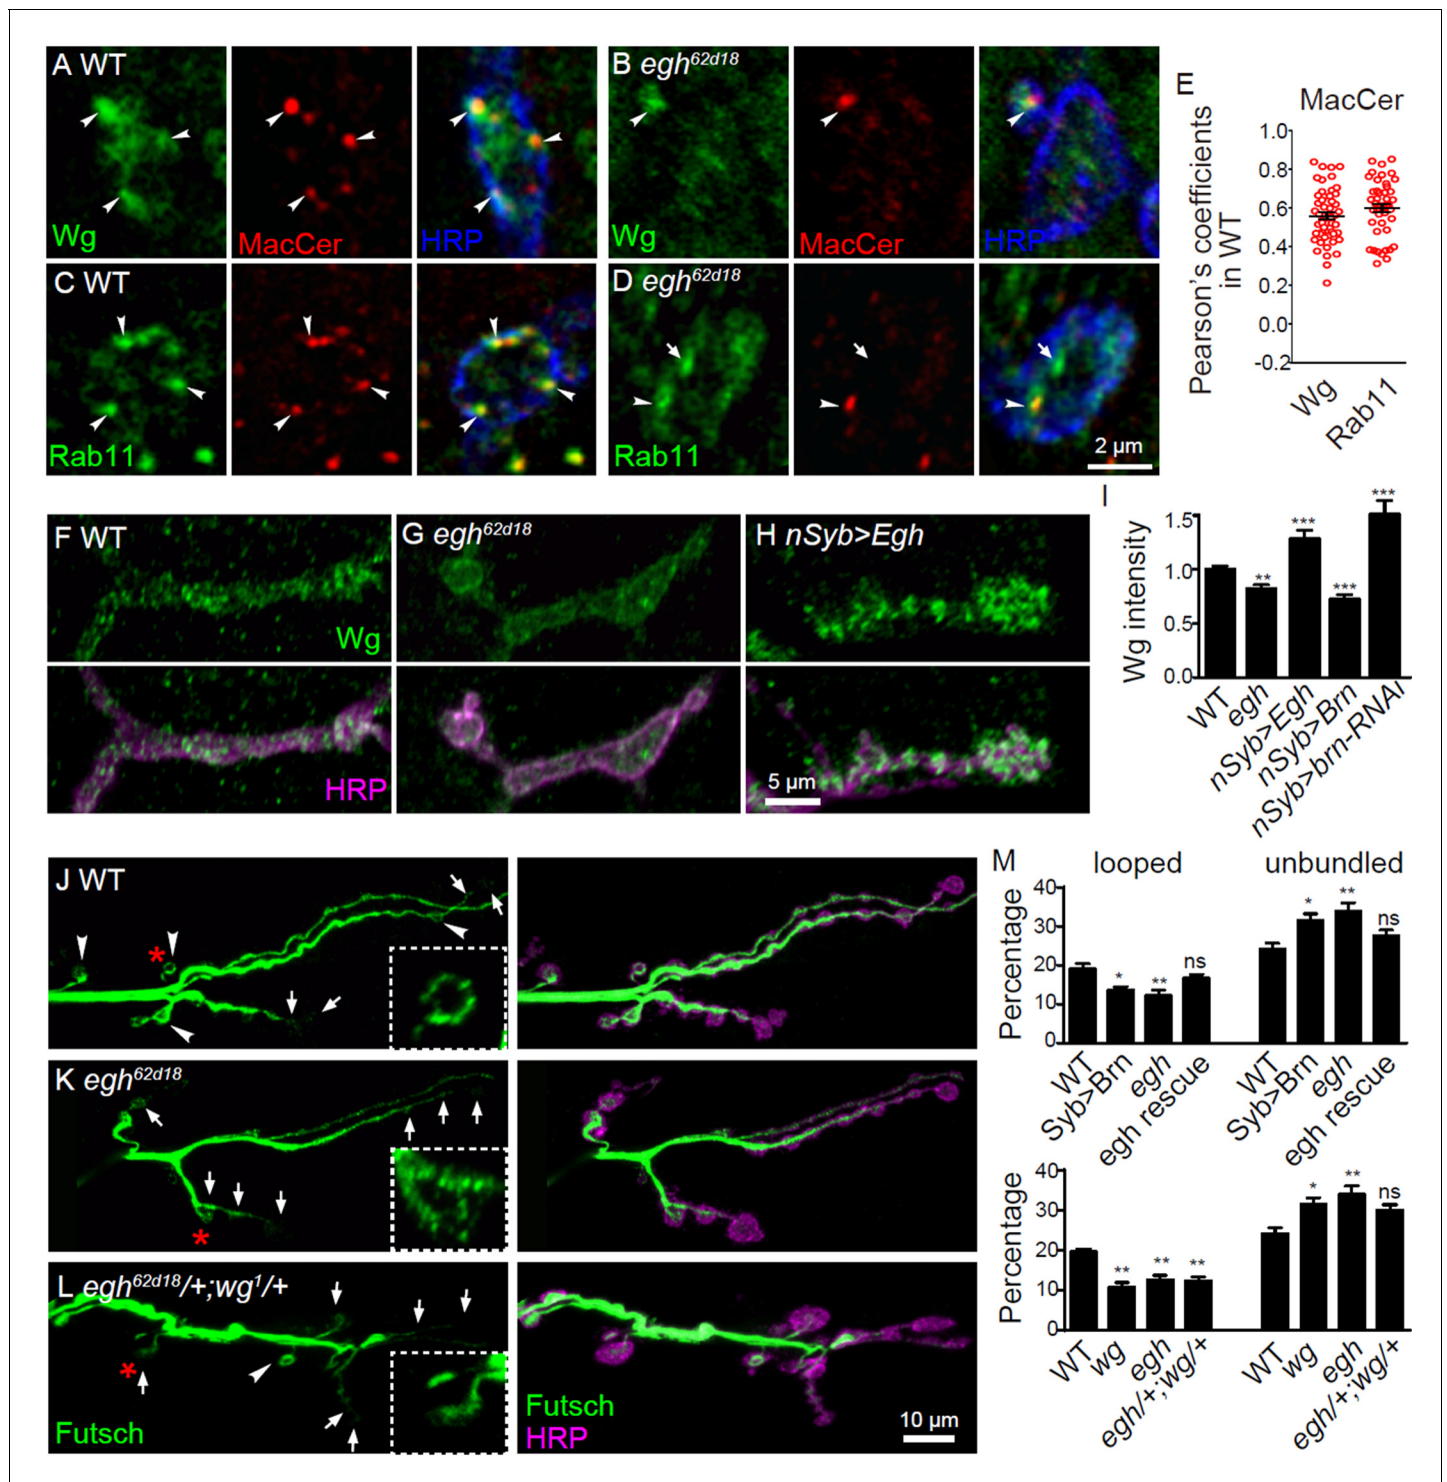 A WT
B egh62d18
Wg
MacCer
HRP
Wg
MacCer
HRP
C WT
D egh62d18
Rab11
Rab11
2 μm
E
MacCer
Pearson's coefficients
in WT
1.0
0.8
0.6
0.4
0.2
0.0
-0.2
Wg
Rab11
F WT
G egh62d18
H nSyb>Egh
Wg
HRP
5 μm
I
Wg intensity
1.5
1.0
0.5
0.0
**
***
***
***
WT
egh
nSyb>Egh
nSyb>Brn
nSyb>brn-RNAi
J WT
*
K egh62d18
*
L egh62d18/+;wg1/+
*
Futsch
Futsch
HRP
10 μm
M
looped
unbundled
Percentage
40
30
20
10
0
*
**
ns
*
**
ns
WT
Syb>Brn
egh
egh rescue
WT
Syb>Brn
egh
egh rescue
Percentage
40
30
20
10
0
**
**
**
*
**
ns
WT
wg
egh
egh/+;wg/+
WT
wg
egh
egh/+;wg/+